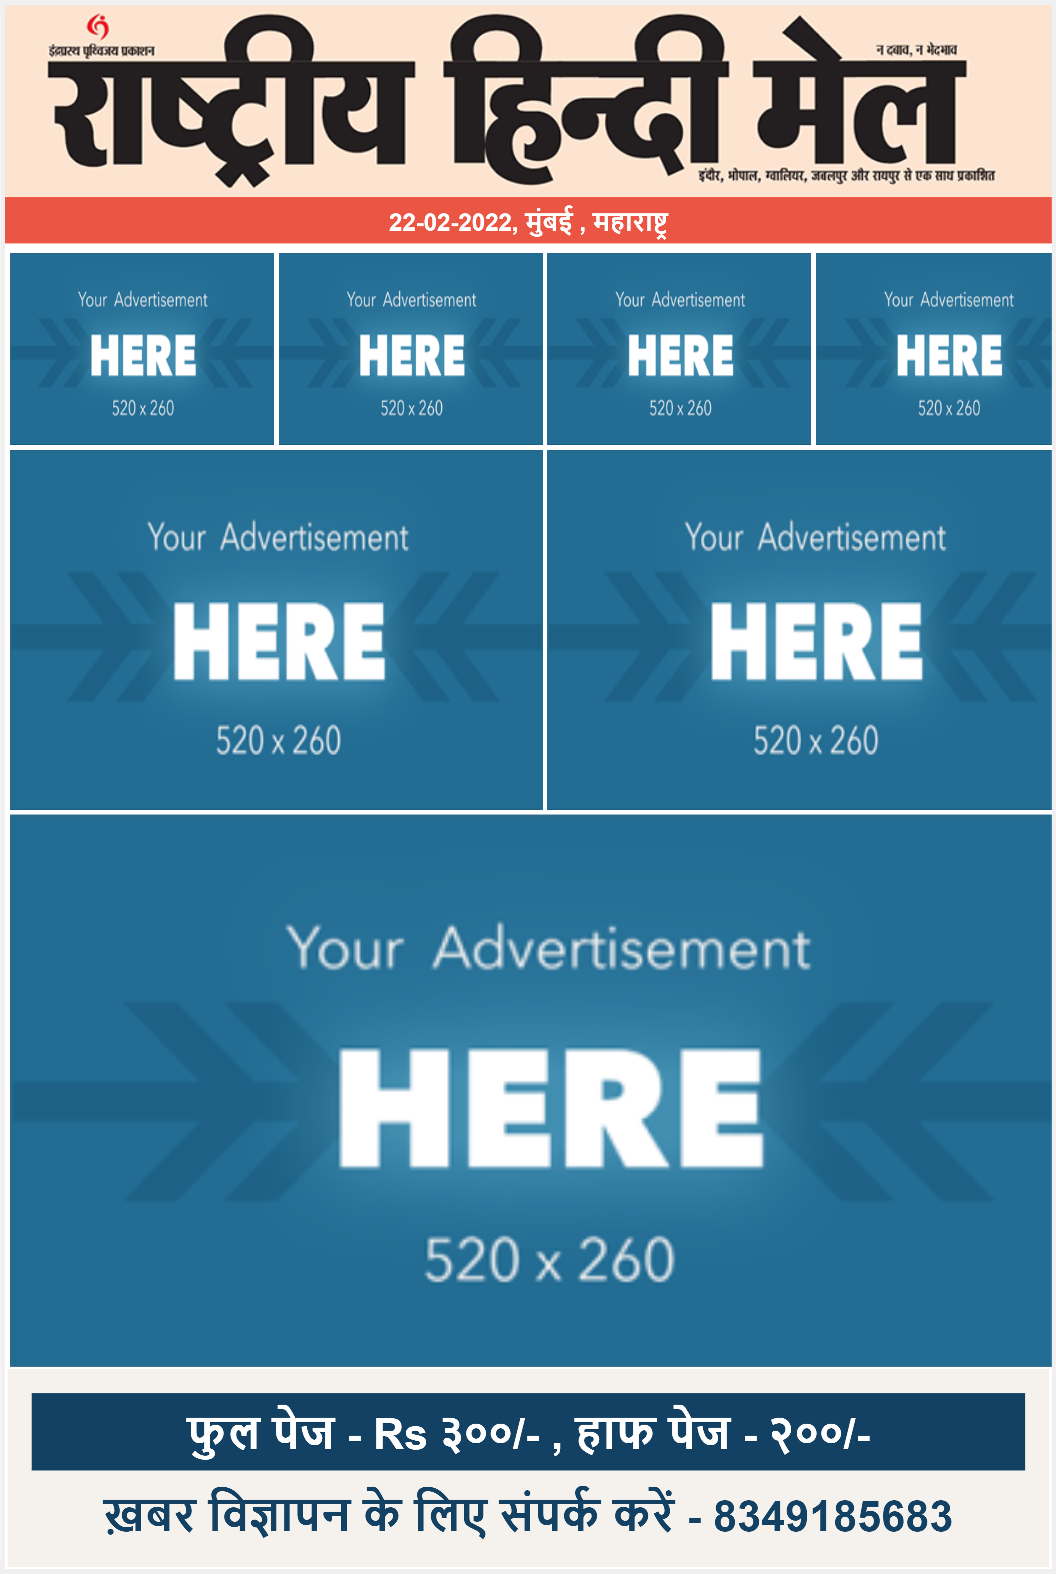 इंद्रप्रस्थ पृथ्विजय प्रकाशन
न दबाव, न भेदभाव
राष्ट्रीय हिन्दी मेल
इंदौर, भोपाल, ग्वालियर, जबलपुर और रायपुर से एक साथ प्रकाशित
22-02-2022, मुंबई , महाराष्ट्र
Your Advertisement
HERE
520 x 260
Your Advertisement
HERE
520 x 260
Your Advertisement
HERE
520 x 260
Your Advertisement
HERE
520 x 260
Your Advertisement
HERE
520 x 260
Your Advertisement
HERE
520 x 260
Your Advertisement
HERE
520 x 260
फुल पेज - Rs ३००/- , हाफ पेज - २००/-
ख़बर विज्ञापन के लिए संपर्क करें - 8349185683